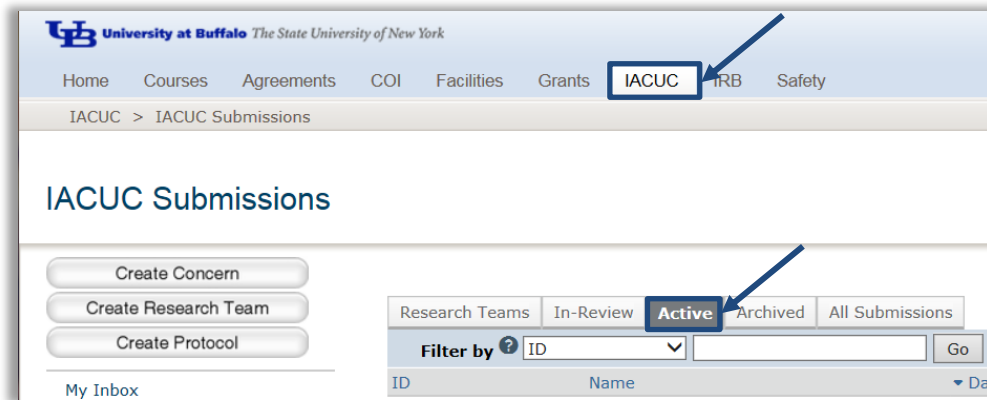 UB University at Buffalo The State University of New York
Home Courses Agreements COI Facilities Grants IACUC IRB Safety
IACUC > IACUC Submissions
IACUC Submissions
Create Concern
Create Research Team
Create Protocol
My Inbox
Research Teams In-Review Active Archived All Submissions
Filter by ? ID Go
ID Name